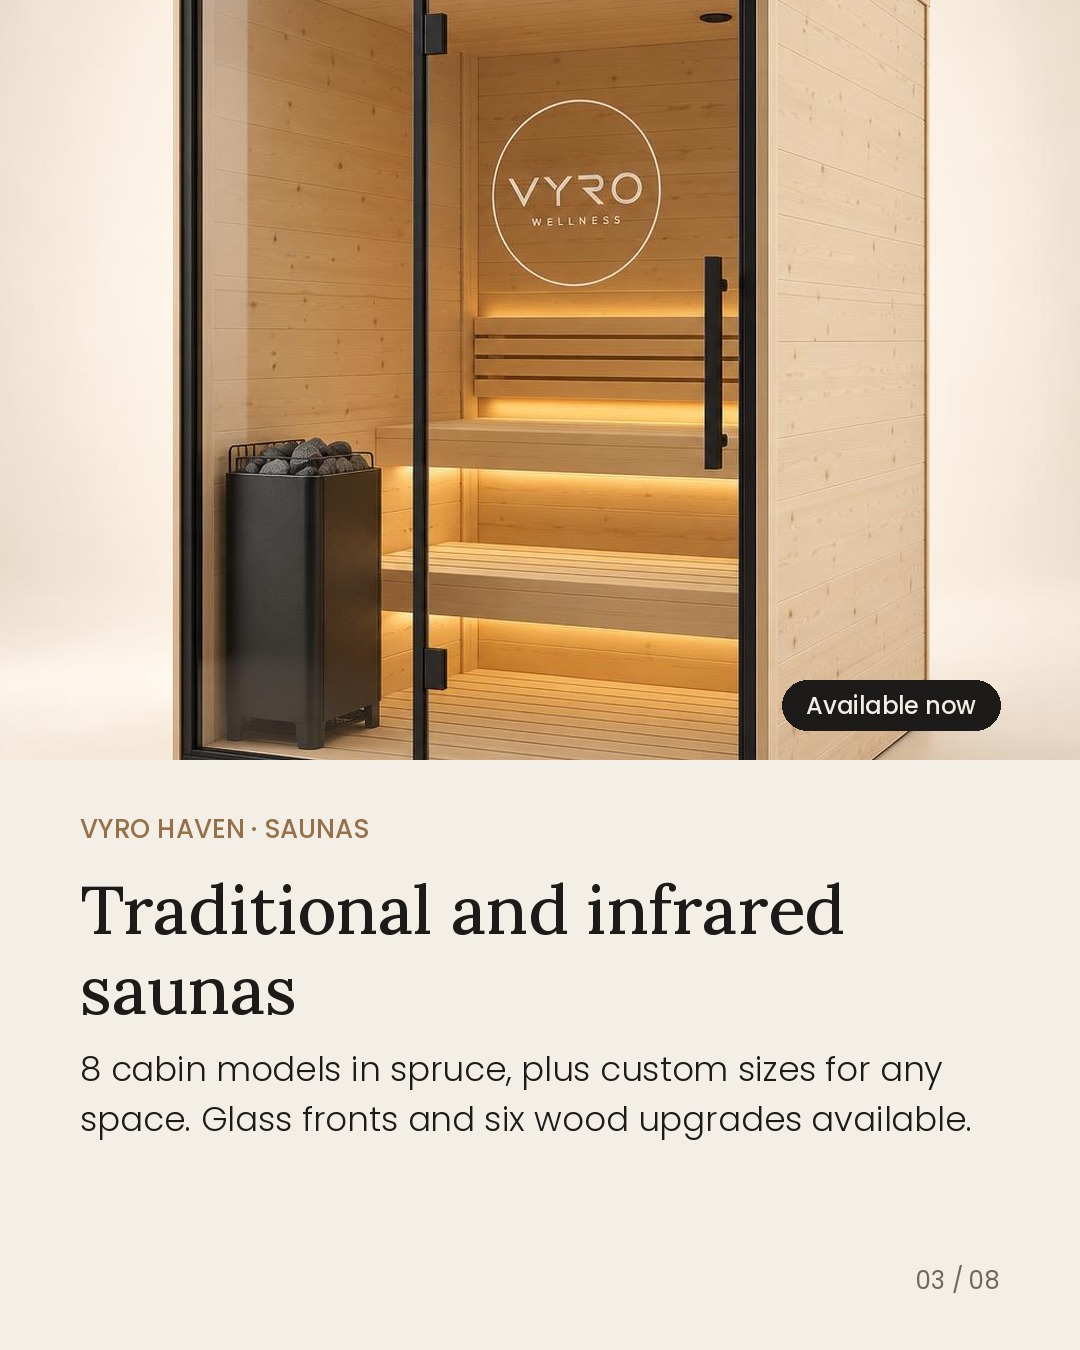 VYRO
WELLNESS
Available now
VYRO HAVEN · SAUNAS
Traditional and infrared
saunas
8 cabin models in spruce, plus custom sizes for any
space. Glass fronts and six wood upgrades available.
03 / 08